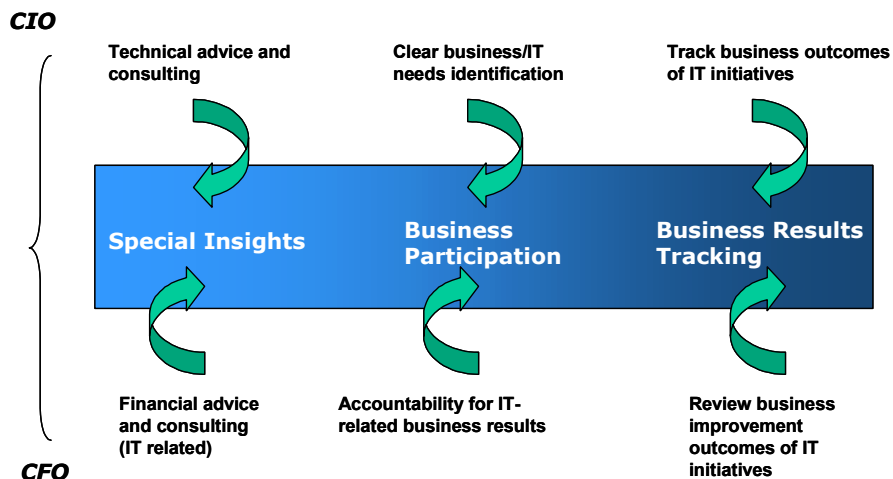 CIO
Technical advice and
consulting
Clear business/IT
needs identification
Track business outcomes
of IT initiatives
Special Insights
Business
Participation
Business Results
Tracking
Financial advice
and consulting
(IT related)
Accountability for IT-
related business results
Review business
improvement
outcomes of IT
initiatives
CFO